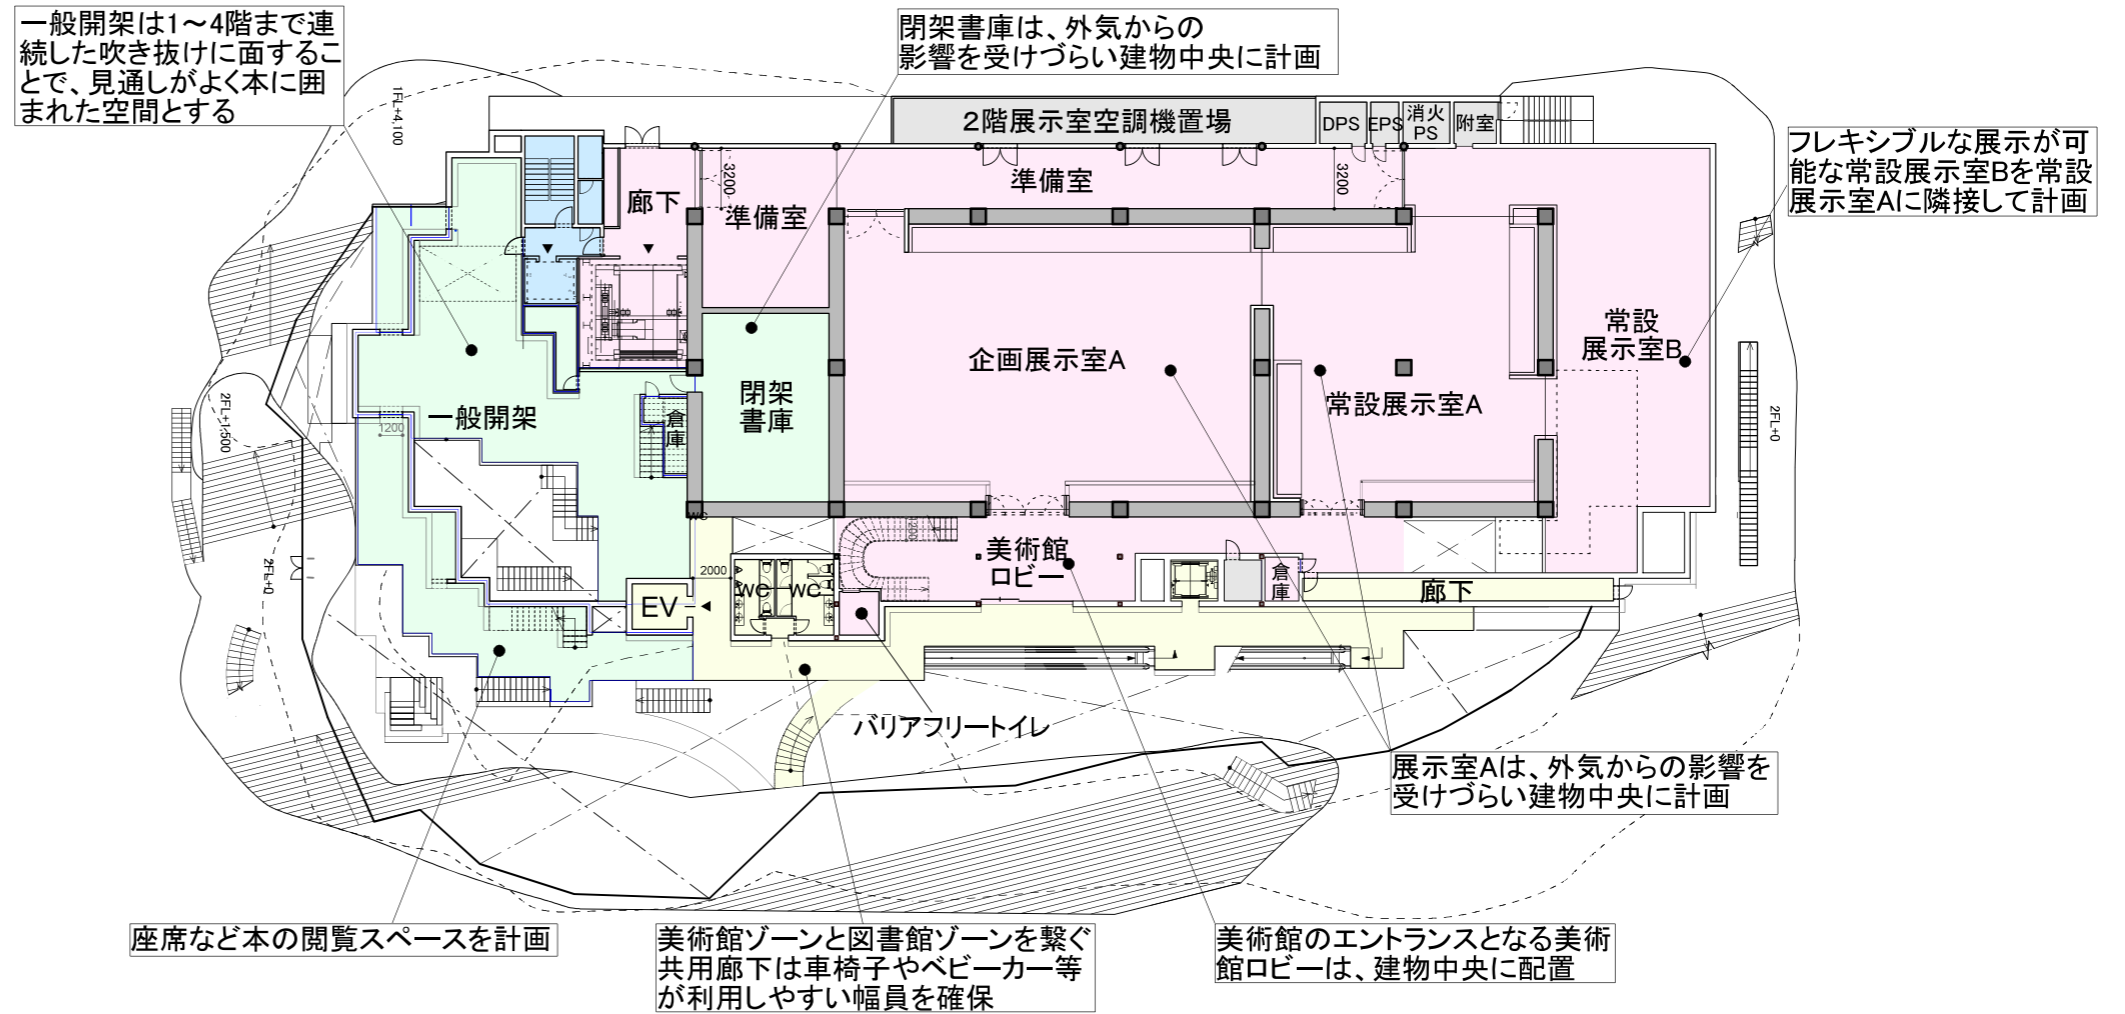 一般開架は1～4階まで連
続した吹き抜けに面するこ
とで、見通しがよく本に囲
まれた空間とする
閉架書庫は、外気からの
影響を受けづらい建物中央に計画
フレキシブルな展示が可
能な常設展示室Bを常設
展示室Aに隣接して計画
1FL+4,100
2階展示室空調機置場
DPS
EPS
消火
PS
附室
廊下
準備室
3200
準備室
3200
常設
展示室B
企画展示室A
常設展示室A
閉架
書庫
一般開架
倉庫
1200
2FL+1,500
2FL+0
2FL+0
WC
1200
美術館
ロビー
2000
WC
WC
EV
倉庫
廊下
バリアフリートイレ
展示室Aは、外気からの影響を
受けづらい建物中央に計画
座席など本の閲覧スペースを計画
美術館ゾーンと図書館ゾーンを繋ぐ
共用廊下は車椅子やベビーカー等
が利用しやすい幅員を確保
美術館のエントランスとなる美術
館ロビーは、建物中央に配置